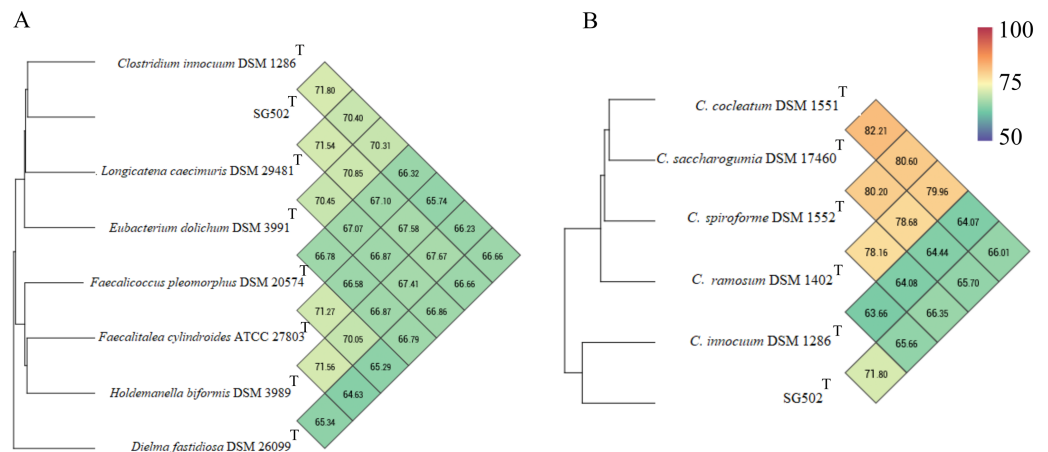 A
Clostridium innocuum DSM 1286T
71.80
SG502T
70.40
71.54 70.31
Longicatena caecimuris DSM 29481T
70.85 66.32
70.45 67.10 65.74
Eubacterium dolichum DSM 3991T
67.07 67.58 66.23
66.78 66.87 67.67 66.66
Faecalicoccus pleomorphus DSM 20574T
66.58 67.41 66.66
71.27 66.87 66.86
Faecalitalea cylindroides ATCC 27803T
70.05 66.79
71.56 65.29
Holdemanella biformis DSM 3989T
64.63
65.34
Dielma fastidiosa DSM 26099T
B
100
75
50
C. cocleatum DSM 1551T
82.21
C. saccharogumia DSM 17460T
80.60
80.20 79.96
C. spiroforme DSM 1552T
78.68 64.07
78.16 64.44 66.01
C. ramosum DSM 1402T
64.08 65.70
63.66 66.35
C. innocuum DSM 1286T
65.66
71.80
SG502T